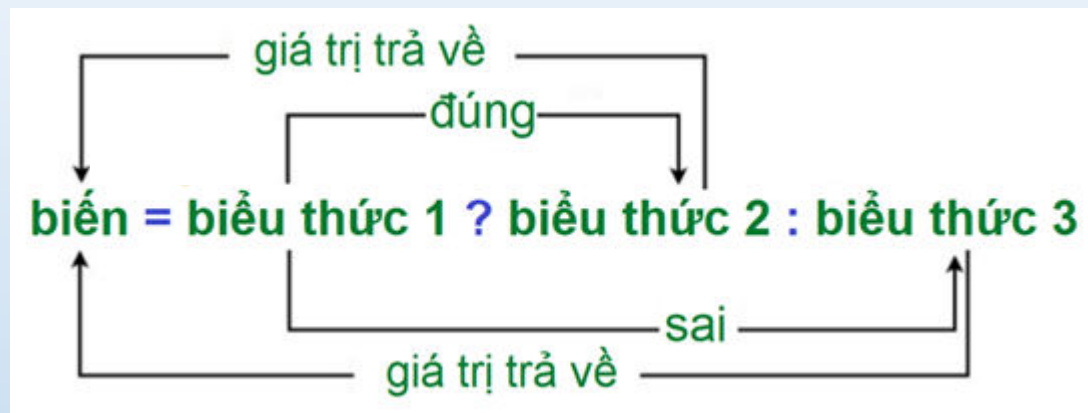 giá trị trả về
đúng
biến = biểu thức 1 ? biểu thức 2 : biểu thức 3
sai
giá trị trả về